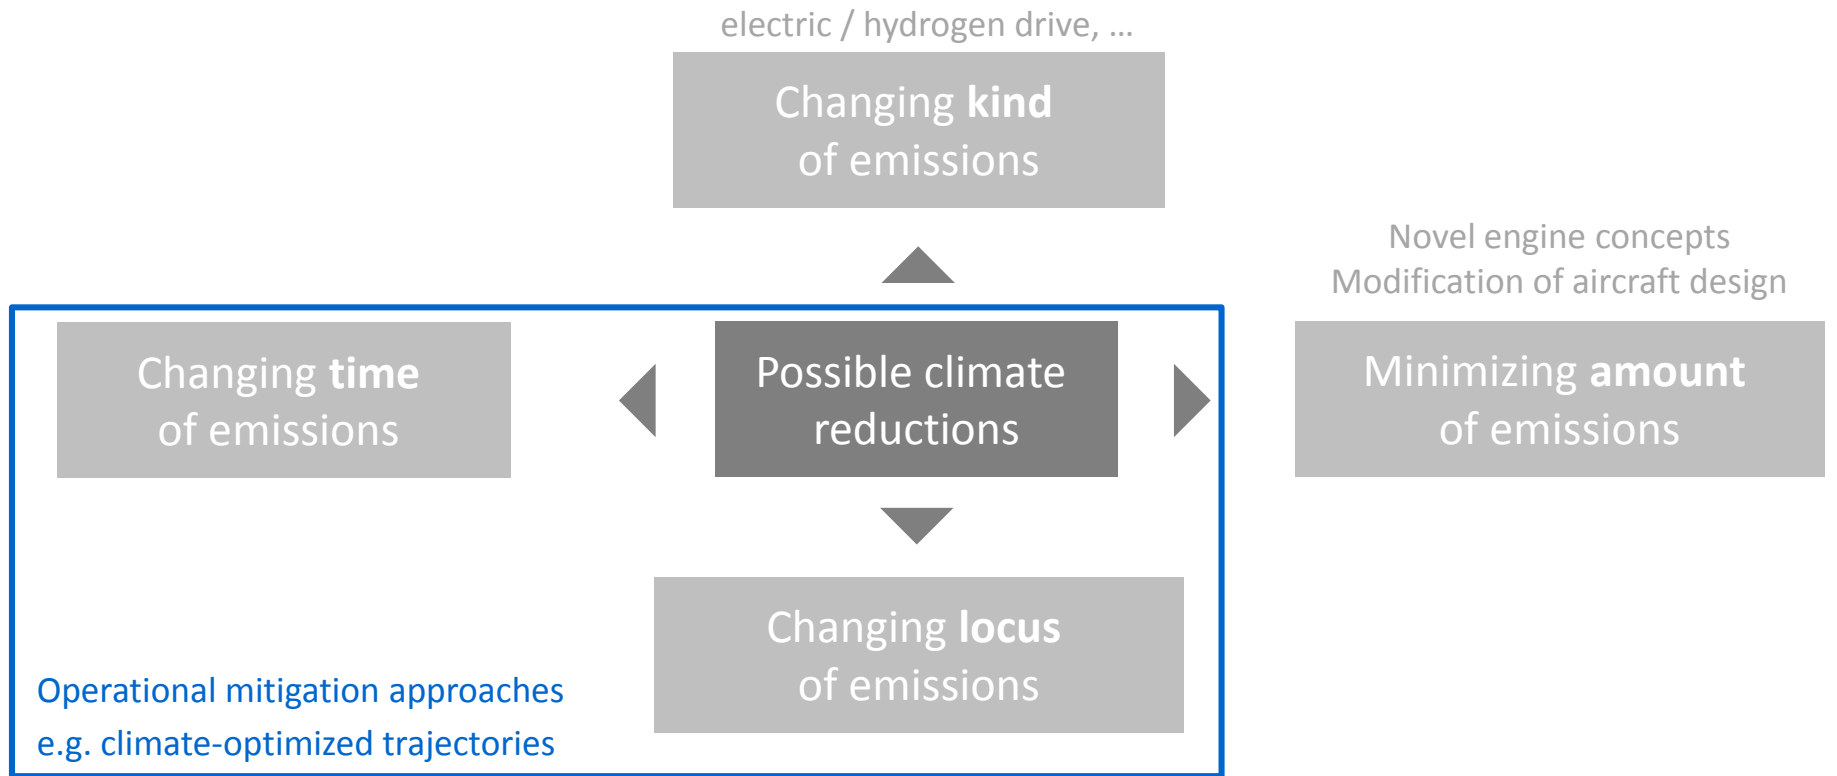 electric / hydrogen drive, ...
Changing kind
of emissions
Novel engine concepts
Modification of aircraft design
Changing time
of emissions
Possible climate
reductions
Minimizing amount
of emissions
Changing locus
of emissions
Operational mitigation approaches
e.g. climate-optimized trajectories